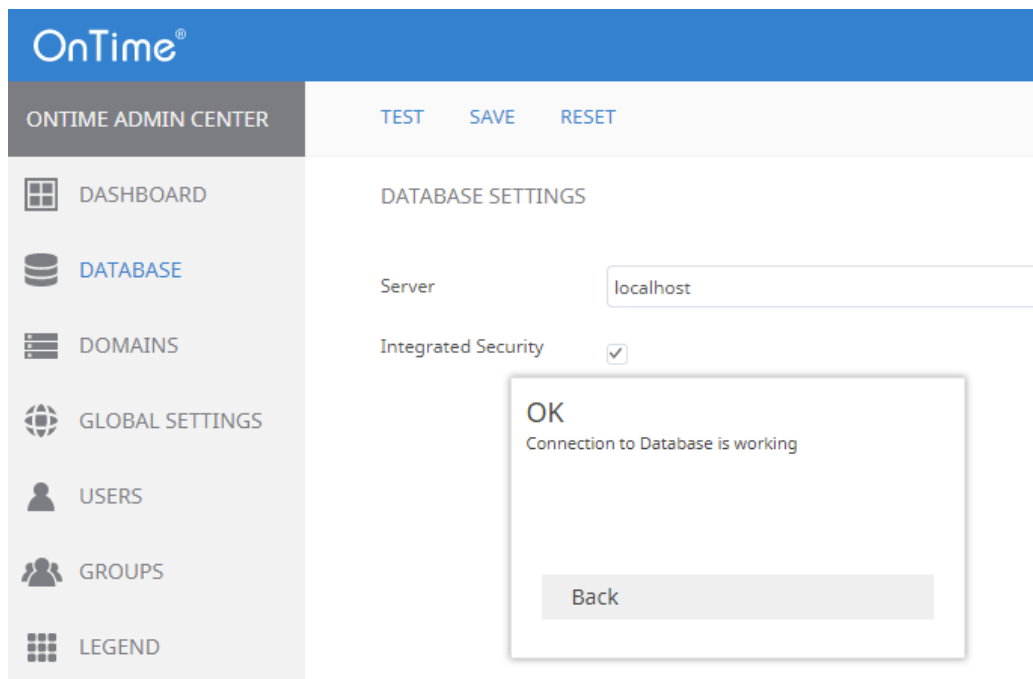 OnTime®
ONTIME ADMIN CENTER
TEST SAVE RESET
DASHBOARD
DATABASE
DOMAINS
GLOBAL SETTINGS
USERS
GROUPS
LEGEND
DATABASE SETTINGS
Server localhost
Integrated Security
OK
Connection to Database is working
Back